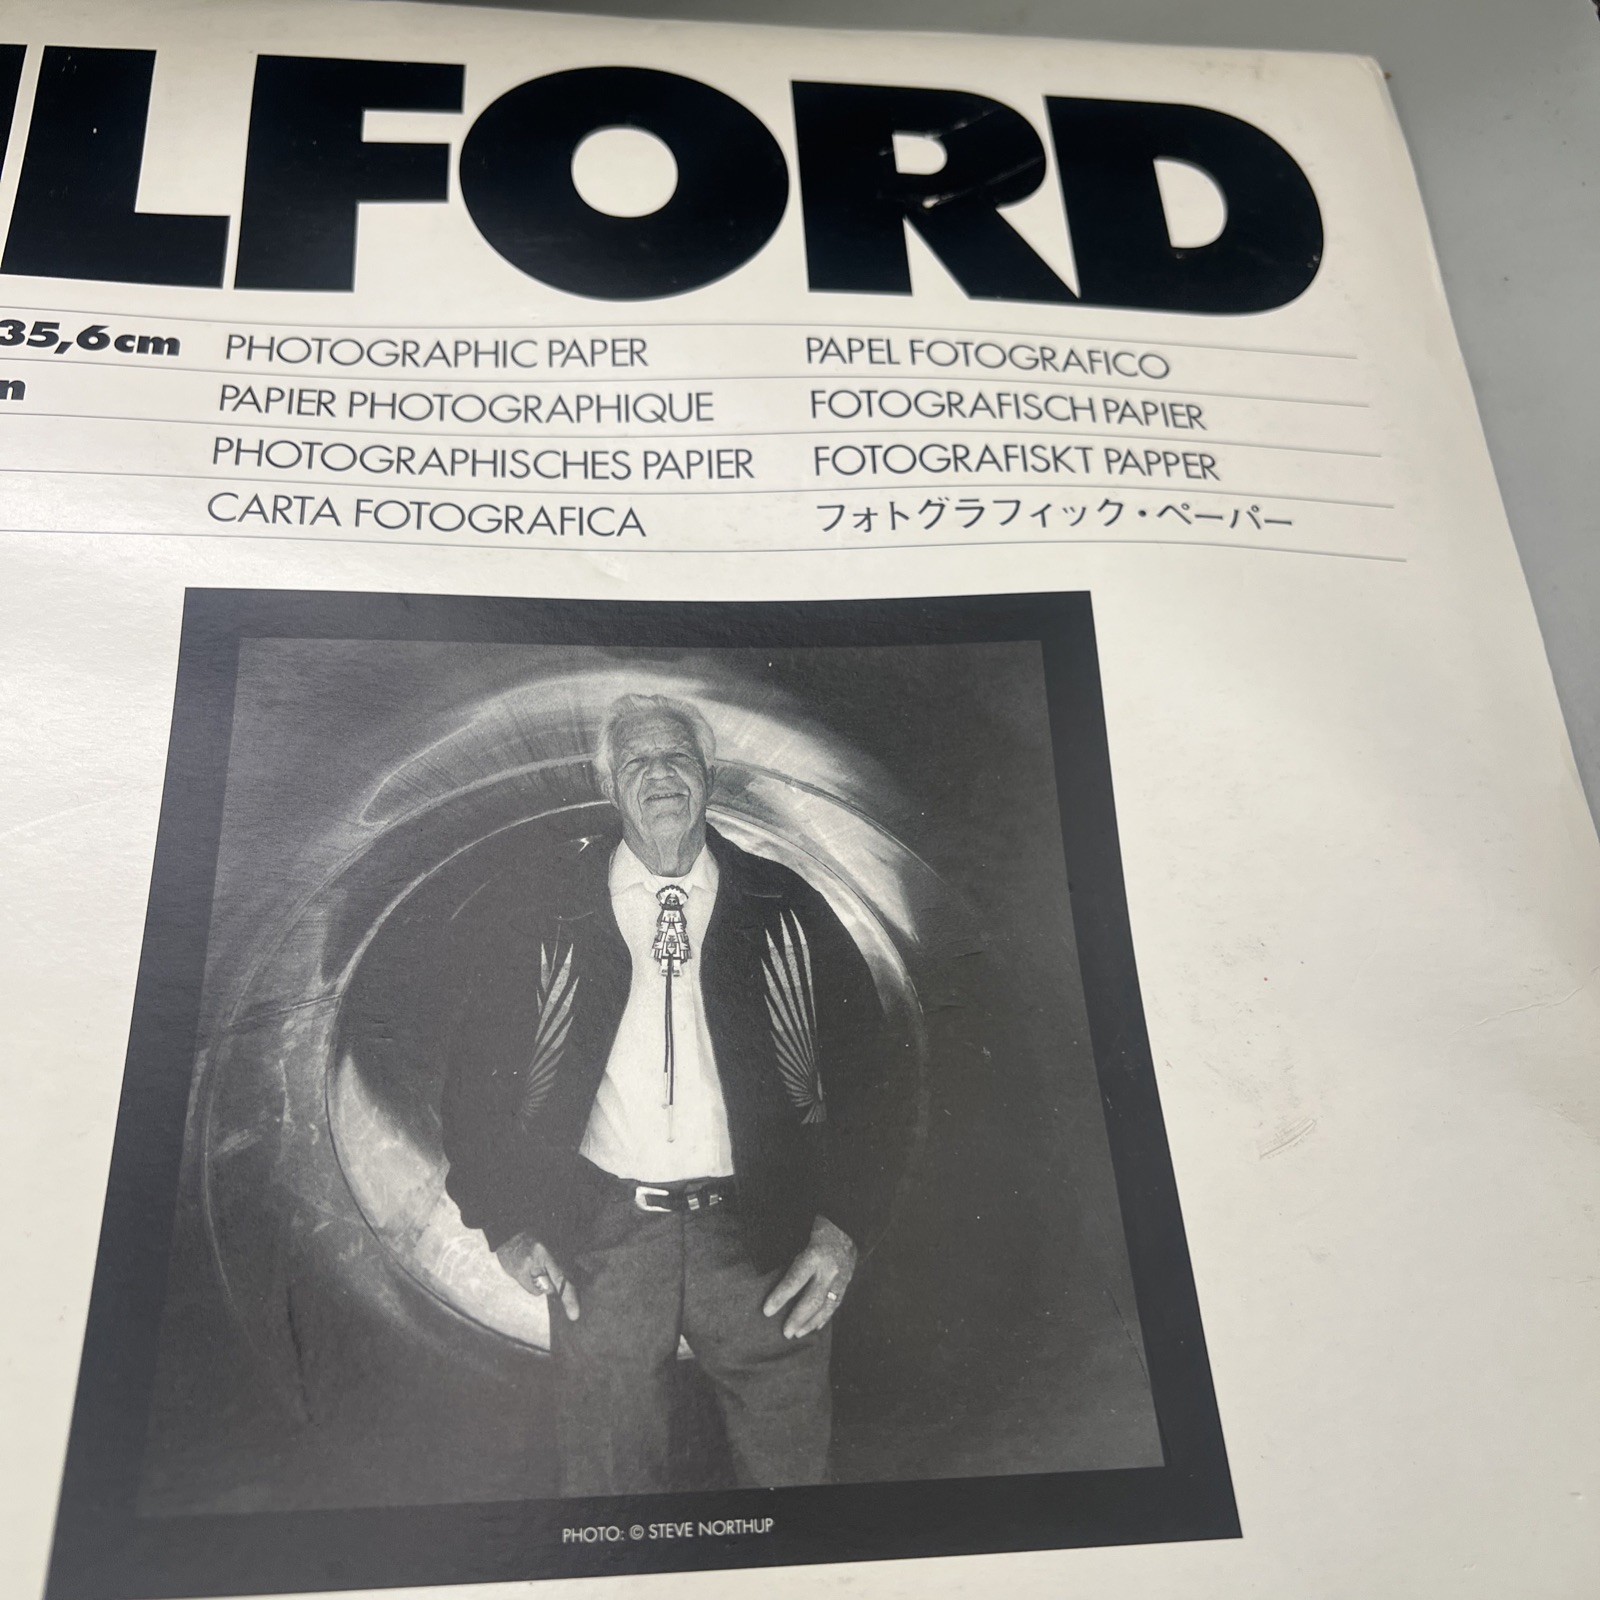 ILFORD
35,6cm PHOTOGRAPHIC PAPER PAPEL FOTOGRAFICO
n PAPIER PHOTOGRAPHIQUE FOTOGRAFISCH PAPIER
PHOTOGRAPHISCHES PAPIER FOTOGRAFISKT PAPPER
CARTA FOTOGRAFICA フォトグラフィック・ペーパー
PHOTO: © STEVE NORTHUP